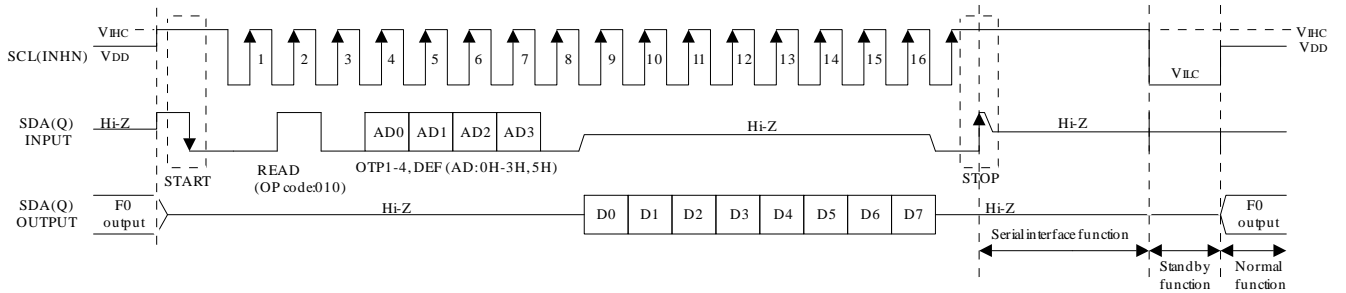 VIHC
SCL(INHN) VDD
1 2 3 4 5 6 7 8 9 10 11 12 13 14 15 16
VILC
VIHC
VDD
SDA(Q)
INPUT
Hi-Z
START
READ
(OP code:010)
AD0 AD1 AD2 AD3
OTP1-4, DEF (AD: 0H-3H, 5H)
Hi-Z
STOP
Hi-Z
SDA(Q)
OUTPUT
F0
output
Hi-Z
D0 D1 D2 D3 D4 D5 D6 D7
Hi-Z
F0
output
Serial interface function
Standby
function
Normal
function